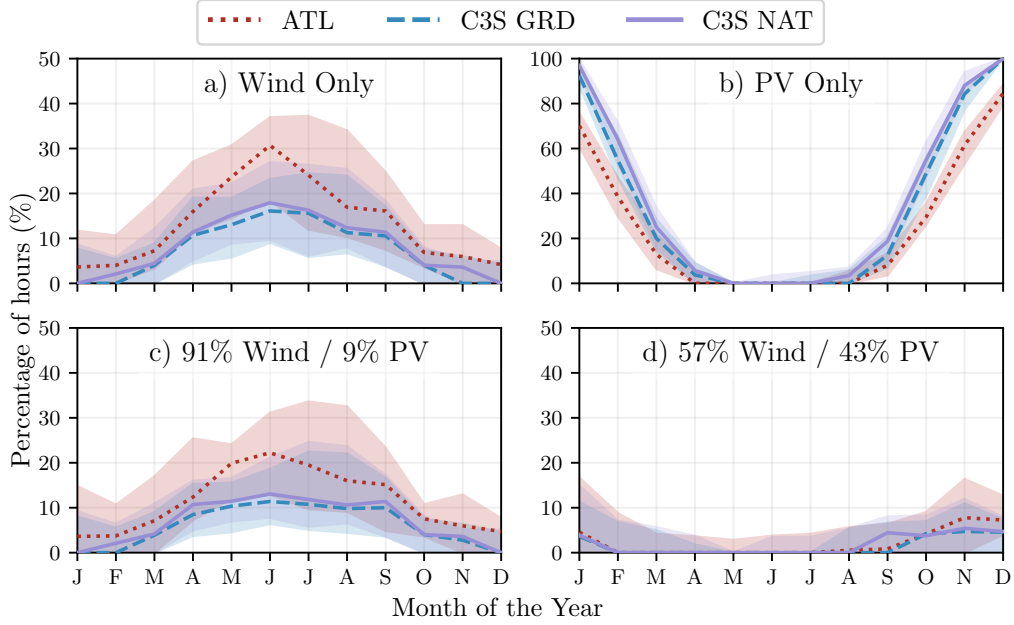 ATL C3S GRD C3S NAT
a) Wind Only
b) PV Only
50
40
30
20
10
0
100
80
60
40
20
0
c) 91% Wind / 9% PV
d) 57% Wind / 43% PV
50
40
30
20
10
0
50
40
30
20
10
0
J F M A M J J A S O N D
J F M A M J J A S O N D
Percentage of hours (%)
Month of the Year